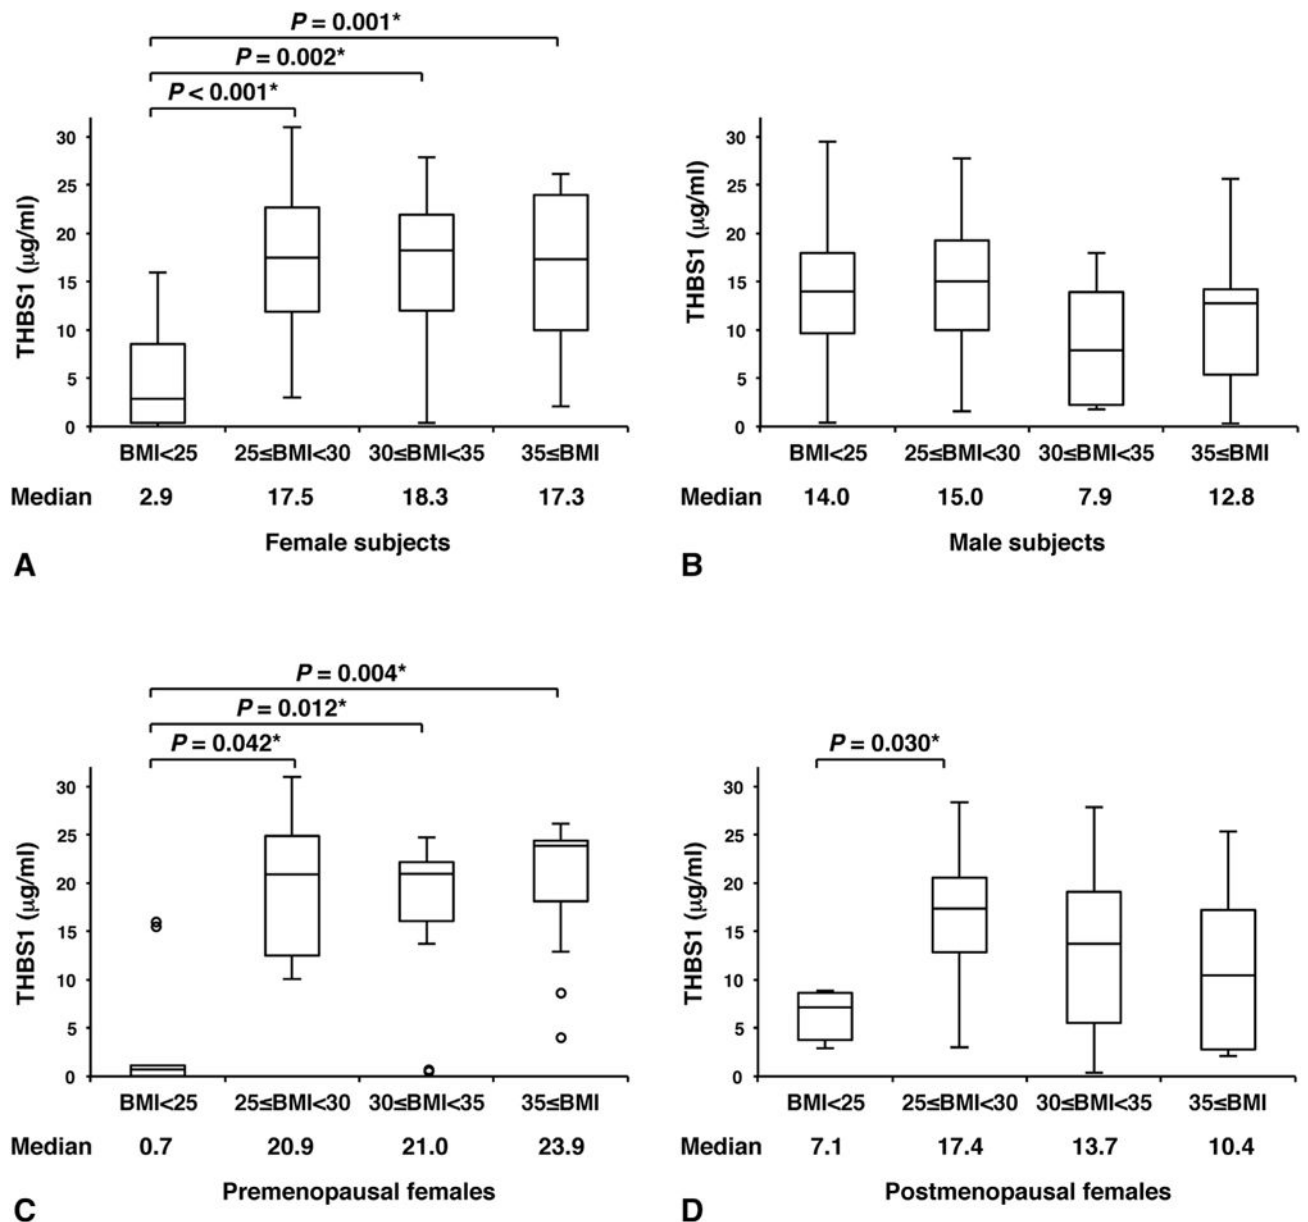 P = 0.001*
P = 0.002*
P < 0.001*
THBS1 (µg/ml)
30
25
20
15
10
5
0
BMI<25 25≤BMI<30 30≤BMI<35 35≤BMI
Median 2.9 17.5 18.3 17.3
Female subjects
A
THBS1 (µg/ml)
30
25
20
15
10
5
0
BMI<25 25≤BMI<30 30≤BMI<35 35≤BMI
Median 14.0 15.0 7.9 12.8
Male subjects
B
P = 0.004*
P = 0.012*
P = 0.042*
THBS1 (µg/ml)
30
25
20
15
10
5
0
BMI<25 25≤BMI<30 30≤BMI<35 35≤BMI
Median 0.7 20.9 21.0 23.9
Premenopausal females
C
P = 0.030*
THBS1 (µg/ml)
30
25
20
15
10
5
0
BMI<25 25≤BMI<30 30≤BMI<35 35≤BMI
Median 7.1 17.4 13.7 10.4
Postmenopausal females
D